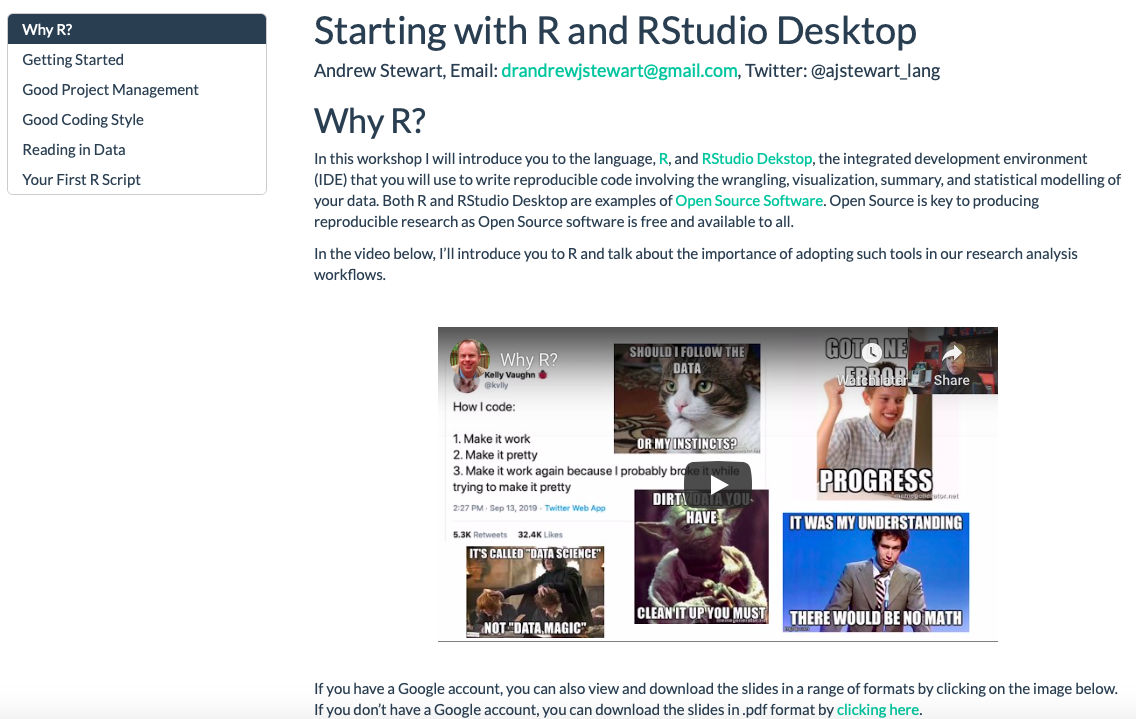 Why R?
Getting Started
Good Project Management
Good Coding Style
Reading in Data
Your First R Script
Starting with R and RStudio Desktop
Andrew Stewart, Email: drandrewjstewart@gmail.com, Twitter: @ajstewart_lang
Why R?
In this workshop I will introduce you to the language, R, and RStudio Dekstop, the integrated development environment
(IDE) that you will use to write reproducible code involving the wrangling, visualization, summary, and statistical modelling of
your data. Both R and RStudio Desktop are examples of Open Source Software. Open Source is key to producing
reproducible research as Open Source software is free and available to all.
In the video below, I'll introduce you to R and talk about the importance of adopting such tools in our research analysis
workflows.
Why R?
Kelly Vaughn
@kvlly
How I code:
1. Make it work
2. Make it pretty
3. Make it work again because I probably broke it while
trying to make it pretty
2:27 PM · Sep 13, 2019 · Twitter Web App
5.3K Retweets 32.4K Likes
SHOULD I FOLLOW THE
DATA
OR MY INSTINCTS?
GOT A NE
ERROR
Watch later
Share
PROGRESS
memegenerator.net
IT'S CALLED "DATA SCIENCE"
NOT "DATA MAGIC"
DIRTY DATA YOU
HAVE
CLEAN IT UP YOU MUST
IT WAS MY UNDERSTANDING
THERE WOULD BE NO MATH
If you have a Google account, you can also view and download the slides in a range of formats by clicking on the image below.
If you don't have a Google account, you can download the slides in .pdf format by clicking here.